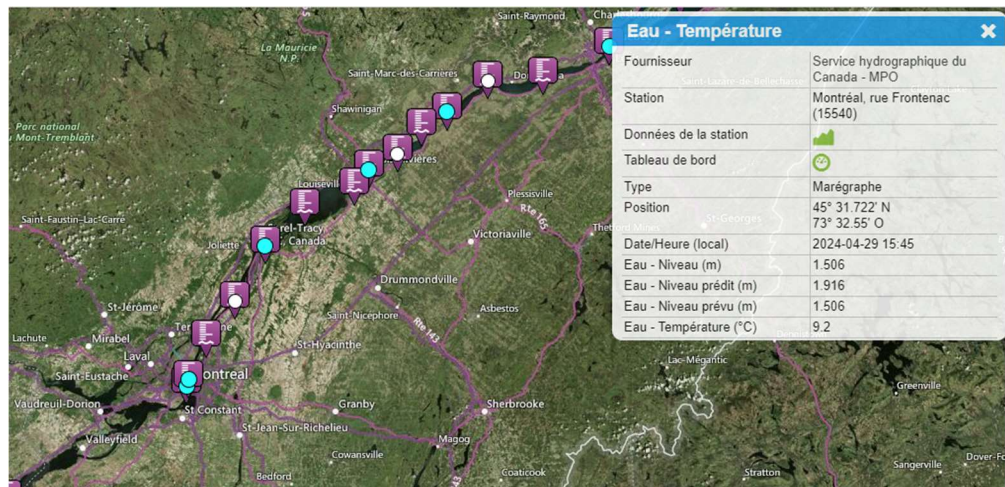 Eau - Température
Fournisseur
Service hydrographique du
Canada - MPO
Station
Montréal, rue Frontenac
(15540)
Données de la station
Tableau de bord
Type
Marégraphe
Position
45° 31.722' N
73° 32.55' O
Date/Heure (local)
2024-04-29 15:45
Eau - Niveau (m)
1.506
Eau - Niveau prédit (m)
1.916
Eau - Niveau prévu (m)
1.506
Eau - Température (°C)
9.2
Saint-Raymond
La Mauricie
N.P.
Saint-Marc-des-Carrières
Shawinigan
Parc national
du Mont-Tremblant
Plessisville
Rte 165
St-Georges
Saint-Faustin-Lac-Carre
Joliette
Canada
Victoriaville
Drummondville
St-Jérôme
Saint-Nicephore
Asbestos
Rte 143
Lachute
Mirabel
Laval
St-Hyacinthe
Saint-Eustache
Lac-Mégantic
Greenville
Vaudreuil-Dorion
St Constant
Granby
Sherbrooke
St-Jean-Sur-Richelieu
Valleyfield
Magog
Cowansville
Coaticook
Stratton
Sangerville
Bedford
143